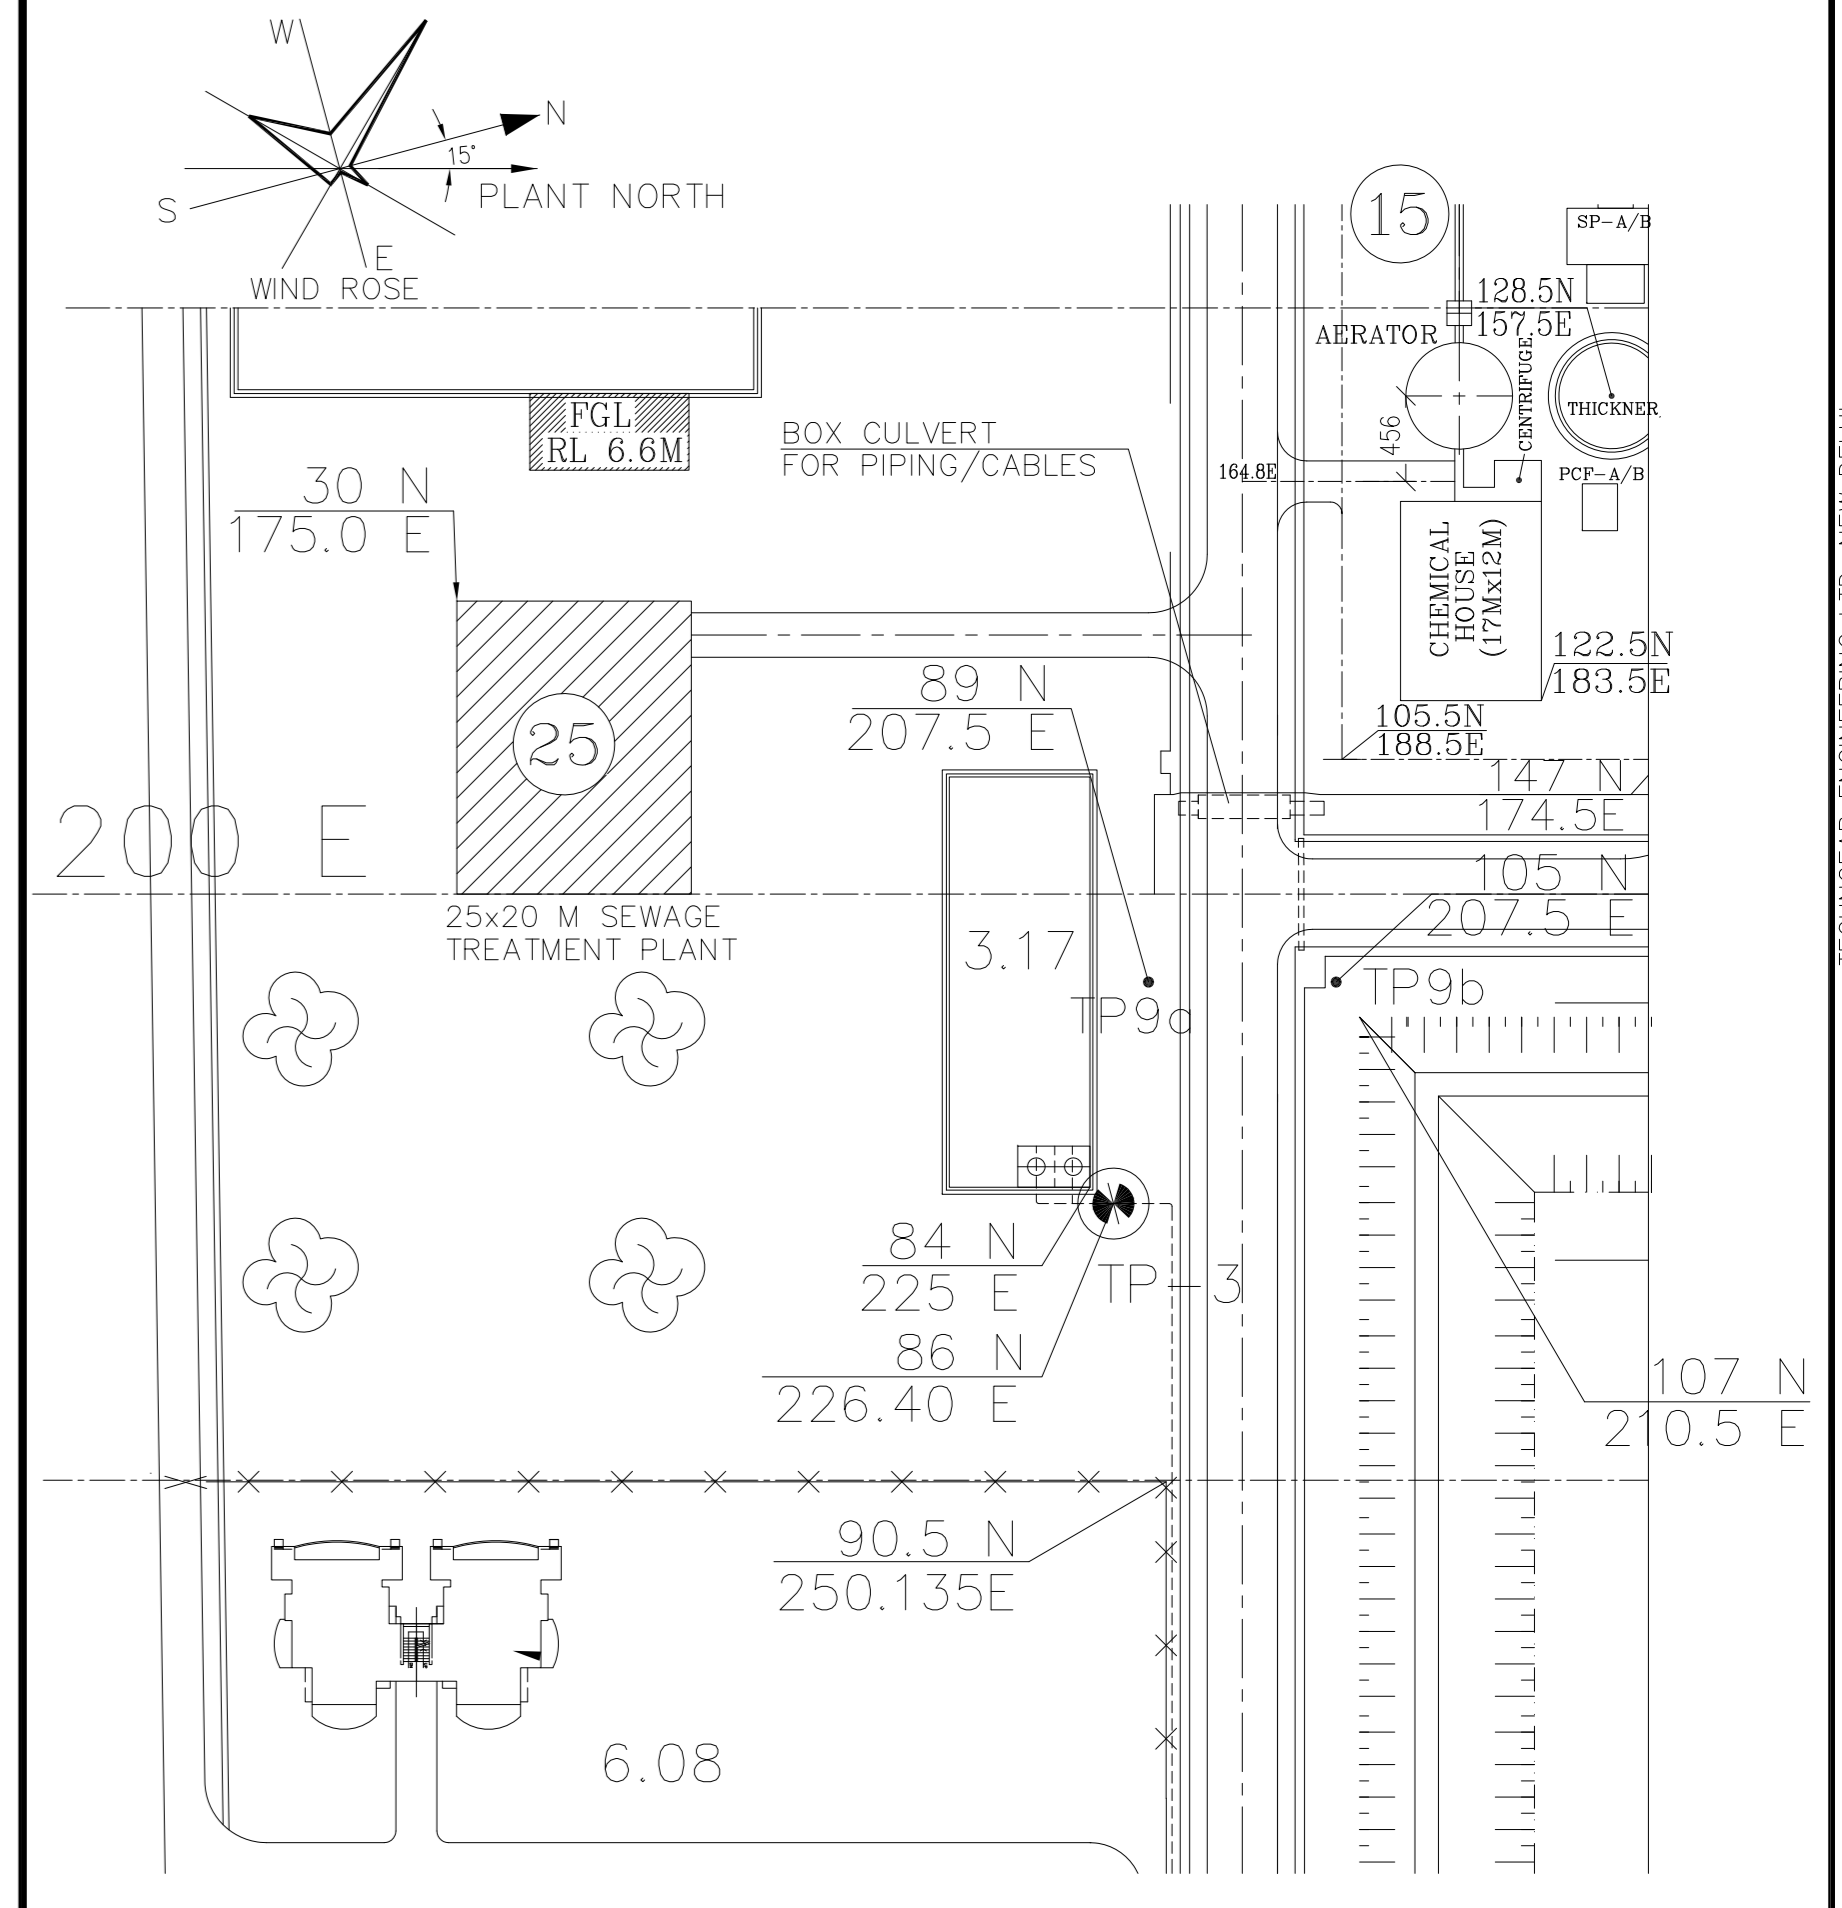 W
N
15°
PLANT NORTH
S
E
WIND ROSE
15
SP-A/B
128.5N
157.5E
AERATOR
CENTRIFUGE
THICKNER
456
FGL
RL 6.6M
BOX CULVERT
FOR PIPING/CABLES
164.8E
PCF-A/B
30 N
175.0 E
CHEMICAL
HOUSE
(17Mx12M)
122.5N
183.5E
89 N
207.5 E
105.5N
188.5E
25
147 N
174.5E
200 E
105 N
207.5 E
25x20 M SEWAGE
TREATMENT PLANT
3.17
TP9a
TP9b
84 N
225 E
TP-3
86 N
226.40 E
107 N
210.5 E
90.5 N
250.135E
6.08